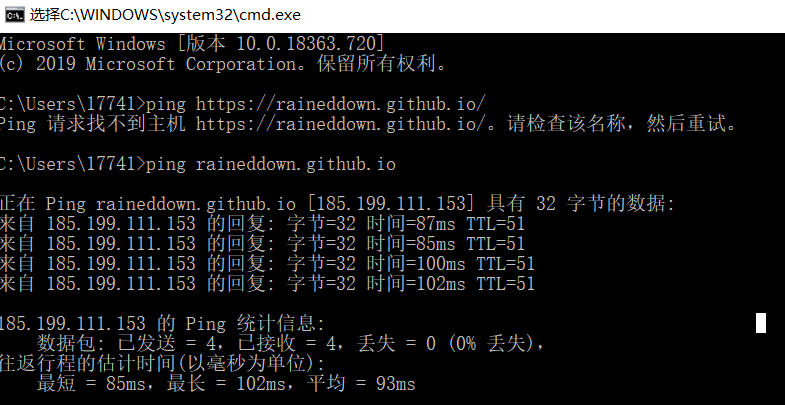 选择C:\WINDOWS\system32\cmd.exe
Microsoft Windows [版本 10.0.18363.720]
(c) 2019 Microsoft Corporation。保留所有权利。
C:\Users\17741>ping https://raineddown.github.io/
Ping 请求找不到主机 https://raineddown.github.io/。请检查该名称，然后重试。
C:\Users\17741>ping raineddown.github.io
正在 Ping raineddown.github.io [185.199.111.153] 具有 32 字节的数据:
来自 185.199.111.153 的回复: 字节=32 时间=87ms TTL=51
来自 185.199.111.153 的回复: 字节=32 时间=85ms TTL=51
来自 185.199.111.153 的回复: 字节=32 时间=100ms TTL=51
来自 185.199.111.153 的回复: 字节=32 时间=102ms TTL=51
185.199.111.153 的 Ping 统计信息:
数据包: 已发送 = 4，已接收 = 4，丢失 = 0 (0% 丢失)，
往返行程的估计时间(以毫秒为单位):
最短 = 85ms，最长 = 102ms，平均 = 93ms